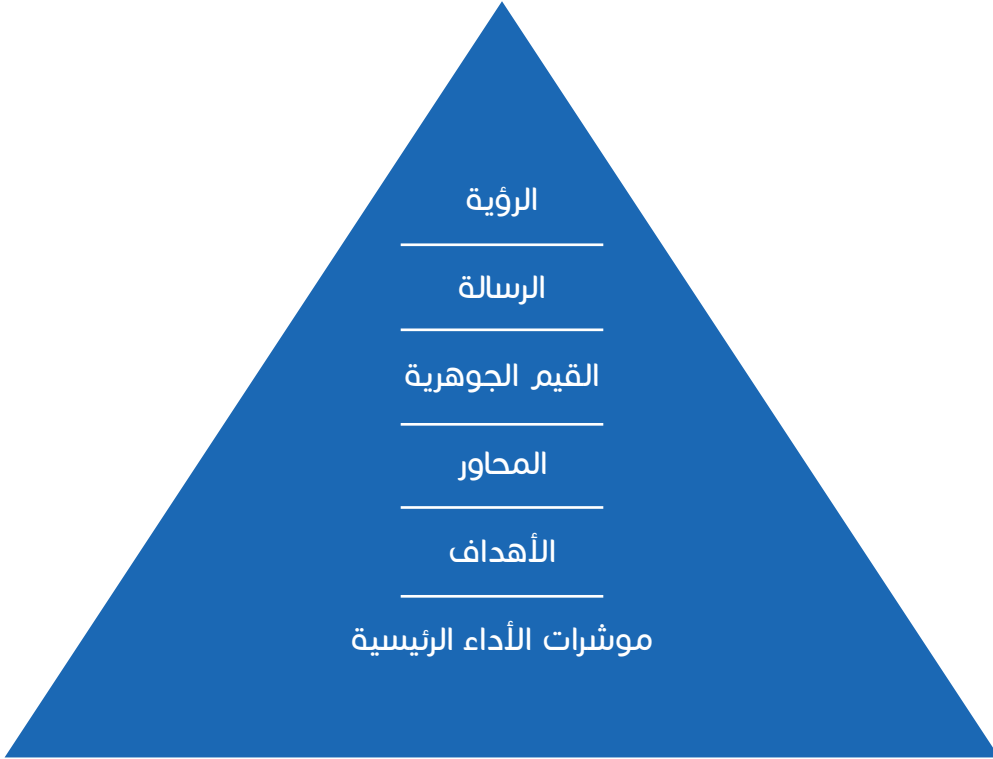 الرؤية
الرسالة
القيم الجوهرية
المحاور
الأهداف
موشرات الأداء الرئيسية